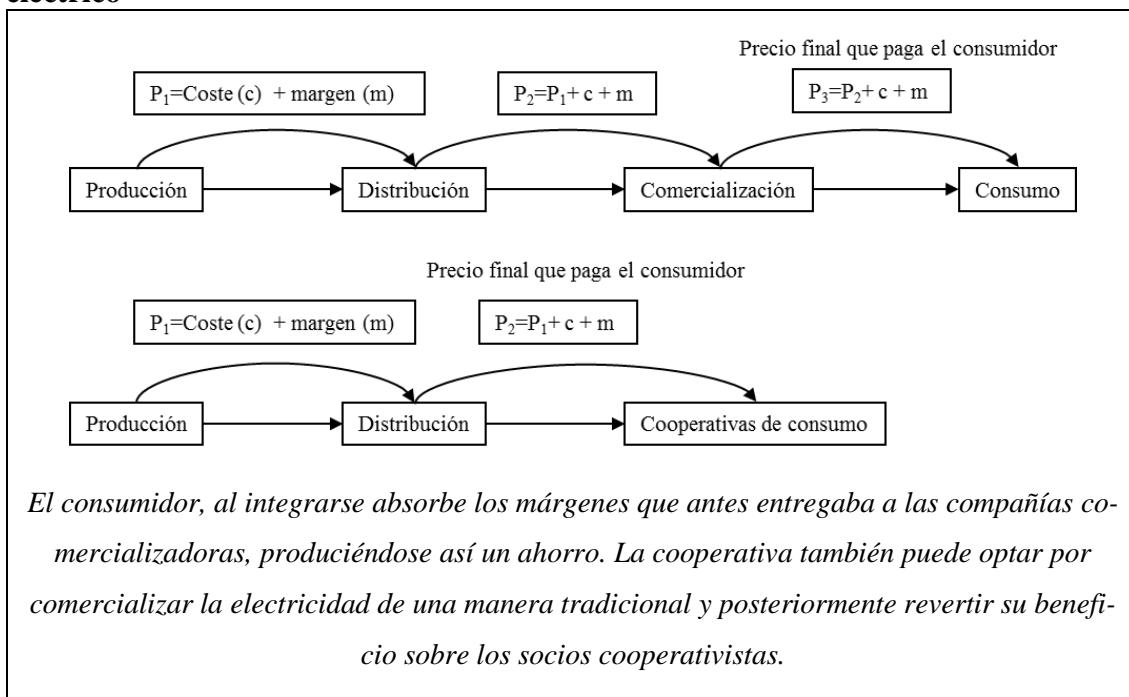 eléctrico
Precio final que paga el consumidor
P₁=Coste (c) + margen (m)
P₂=P₁+ c + m
P₃=P₂+ c + m
Producción
Distribución
Comercialización
Consumo
Precio final que paga el consumidor
P₁=Coste (c) + margen (m)
P₂=P₁+ c + m
Producción
Distribución
Cooperativas de consumo
El consumidor, al integrarse absorbe los márgenes que antes entregaba a las compañías co-
mercializadoras, produciéndose así un ahorro. La cooperativa también puede optar por
comercializar la electricidad de una manera tradicional y posteriormente revertir su benefi-
cio sobre los socios cooperativistas.